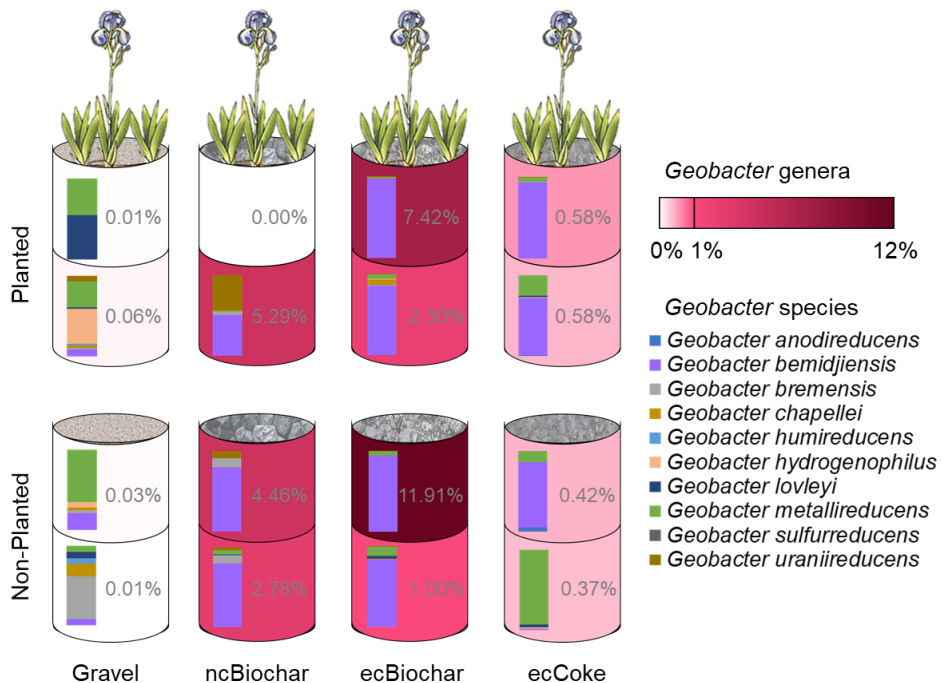 Planted
0.01%
0.00%
7.42%
0.58%
0.06%
5.29%
2.30%
0.58%
Non-Planted
0.03%
4.46%
11.91%
0.42%
0.01%
2.78%
1.00%
0.37%
Gravel
ncBiochar
ecBiochar
ecCoke
Geobacter genera
0% 1% 12%
Geobacter species
Geobacter anodireducens
Geobacter bemidjiensis
Geobacter bremensis
Geobacter chapellei
Geobacter humireducens
Geobacter hydrogenophilus
Geobacter lovleyi
Geobacter metallireducens
Geobacter sulfurreducens
Geobacter uraniireducens